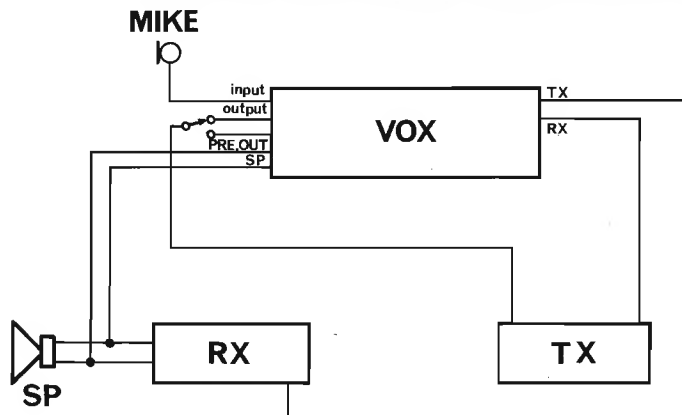 MIKE
input
output
PRE,OUT
SP
VOX
TX
RX
RX
TX
SP